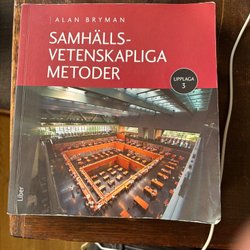 ALAN BRYMAN
SAMHÄLLS-
VETENSKAPLIGA
METODER
UPPLAGA
3
Liber